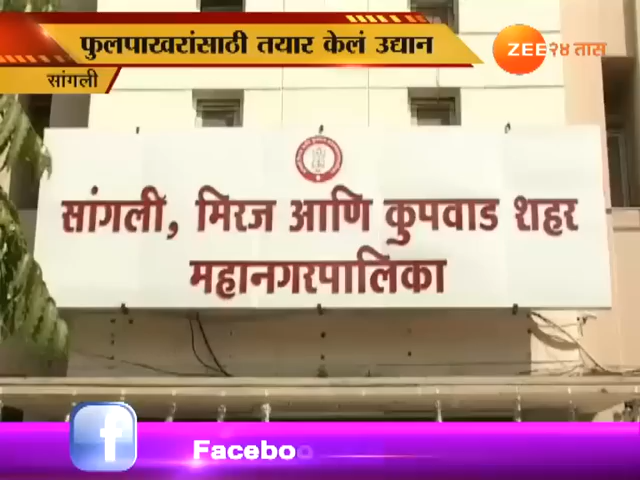 फुलपाखरांसाठी तयार केलं उद्यान
ZEE २४ तास
सांगली
सांगली, मिरज आणि कुपवाड शहर
महानगरपालिका
f
Facebo